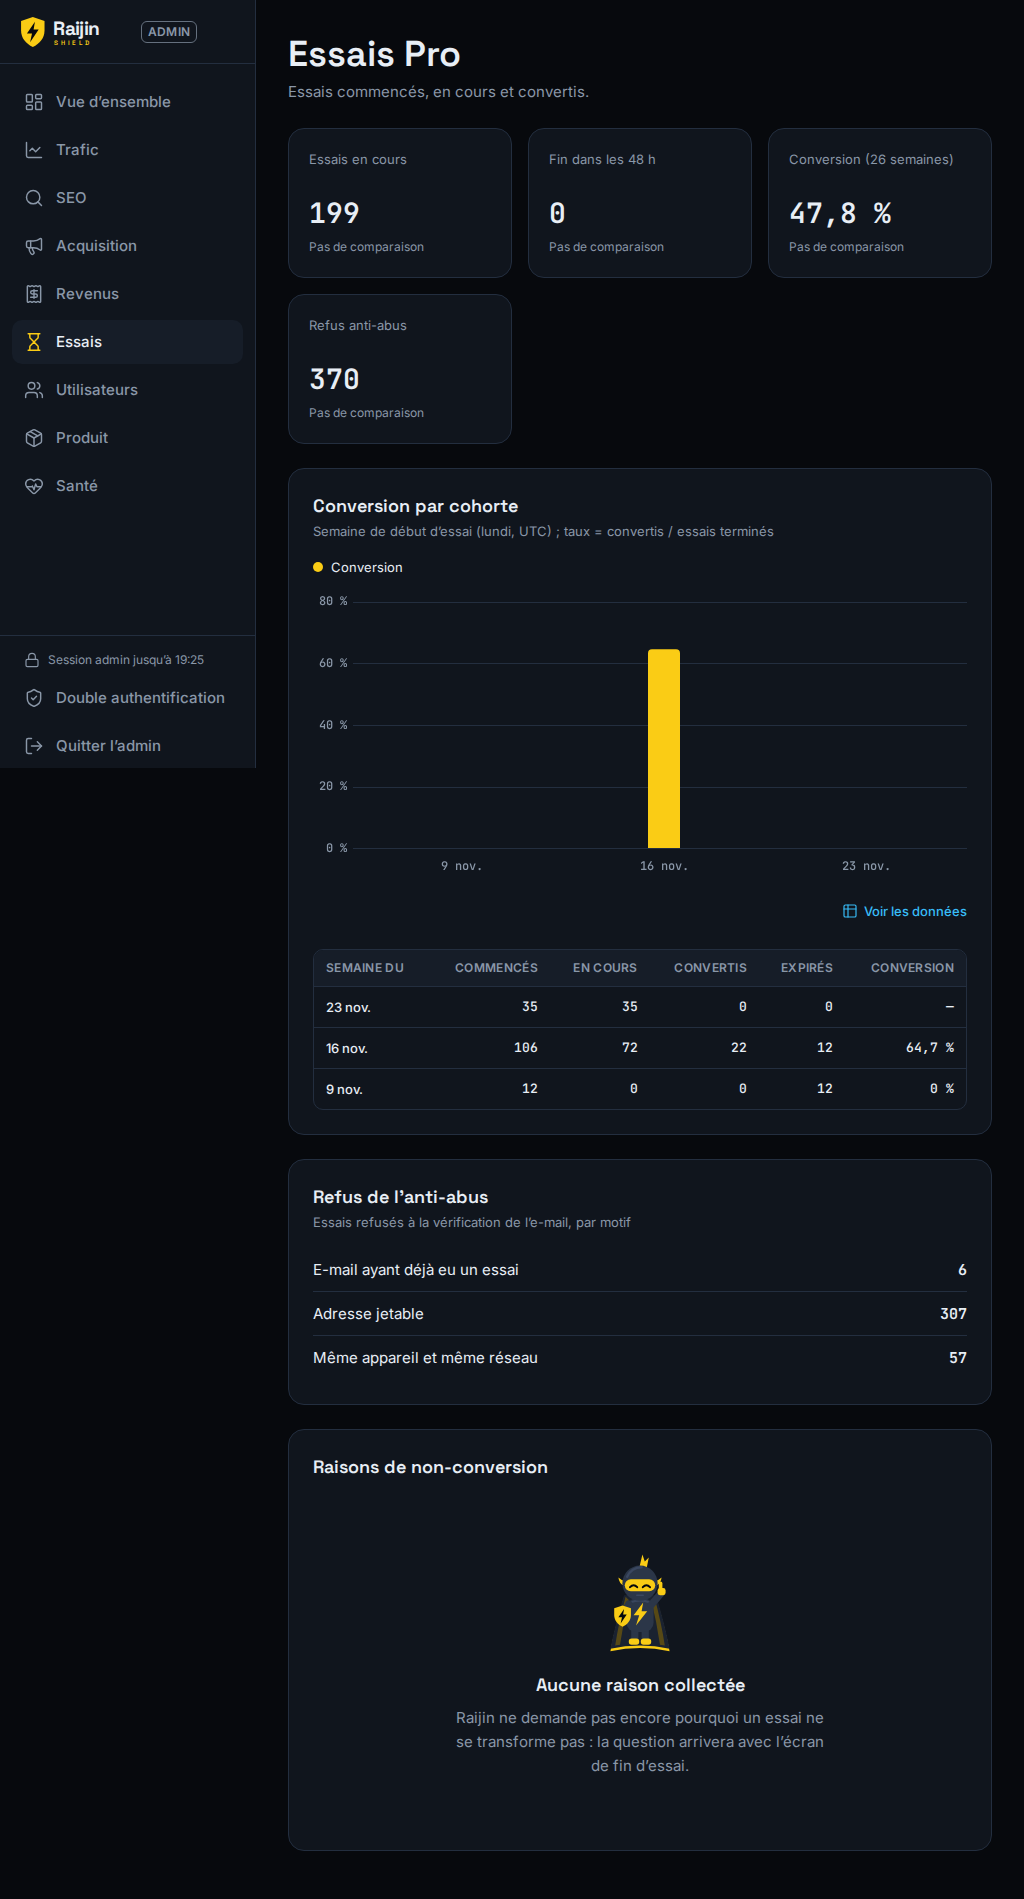 Raijin
SHIELD
ADMIN
Vue d’ensemble
Trafic
SEO
Acquisition
Revenus
Essais
Utilisateurs
Produit
Santé
Session admin jusqu’à 19:25
Double authentification
Quitter l’admin
Essais Pro
Essais commencés, en cours et convertis.
Essais en cours
199
Pas de comparaison
Fin dans les 48 h
0
Pas de comparaison
Conversion (26 semaines)
47,8 %
Pas de comparaison
Refus anti-abus
370
Pas de comparaison
Conversion par cohorte
Semaine de début d’essai (lundi, UTC) ; taux = convertis / essais terminés
Conversion
80 %
60 %
40 %
20 %
0 %
9 nov. 16 nov. 23 nov.
Voir les données
SEMAINE DU COMMENCÉS EN COURS CONVERTIS EXPIRÉS CONVERSION
23 nov. 35 35 0 0 —
16 nov. 106 72 22 12 64,7 %
9 nov. 12 0 0 12 0 %
Refus de l’anti-abus
Essais refusés à la vérification de l’e-mail, par motif
E-mail ayant déjà eu un essai 6
Adresse jetable 307
Même appareil et même réseau 57
Raisons de non-conversion
Aucune raison collectée
Raijin ne demande pas encore pourquoi un essai ne
se transforme pas : la question arrivera avec l’écran
de fin d’essai.